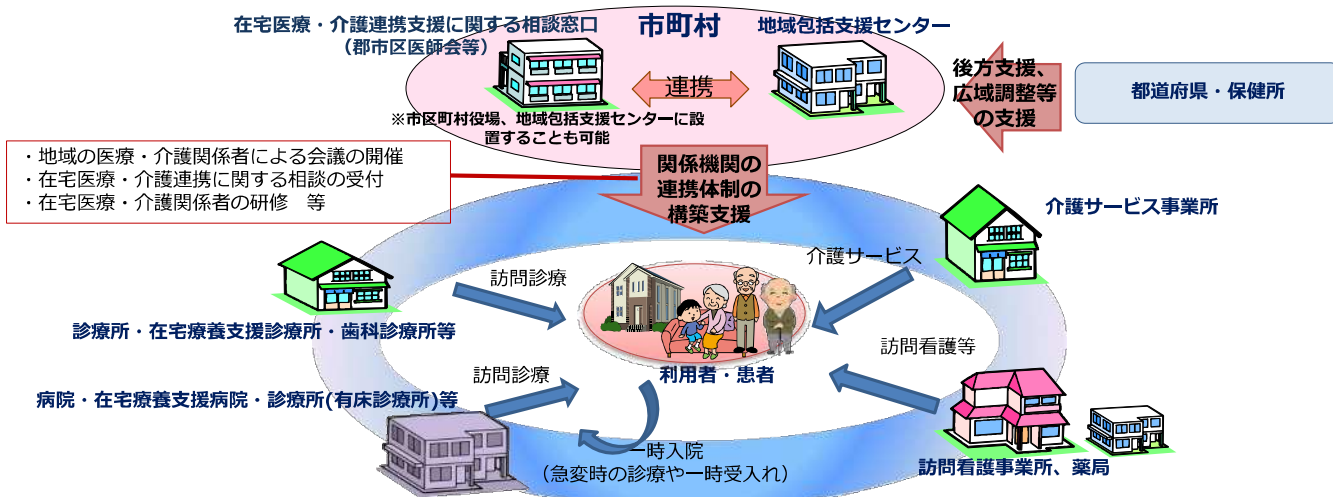 市町村
在宅医療・介護連携支援に関する相談窓口
（郡市区医師会等）
地域包括支援センター
連携
※市区町村役場、地域包括支援センターに設
置することも可能
後方支援、
広域調整等
の支援
都道府県・保健所
・地域の医療・介護関係者による会議の開催
・在宅医療・介護連携に関する相談の受付
・在宅医療・介護関係者の研修　等
関係機関の
連携体制の
構築支援
介護サービス事業所
介護サービス
訪問診療
診療所・在宅療養支援診療所・歯科診療所等
訪問看護等
訪問診療
利用者・患者
病院・在宅療養支援病院・診療所(有床診療所)等
一時入院
（急変時の診療や一時受入れ）
訪問看護事業所、薬局